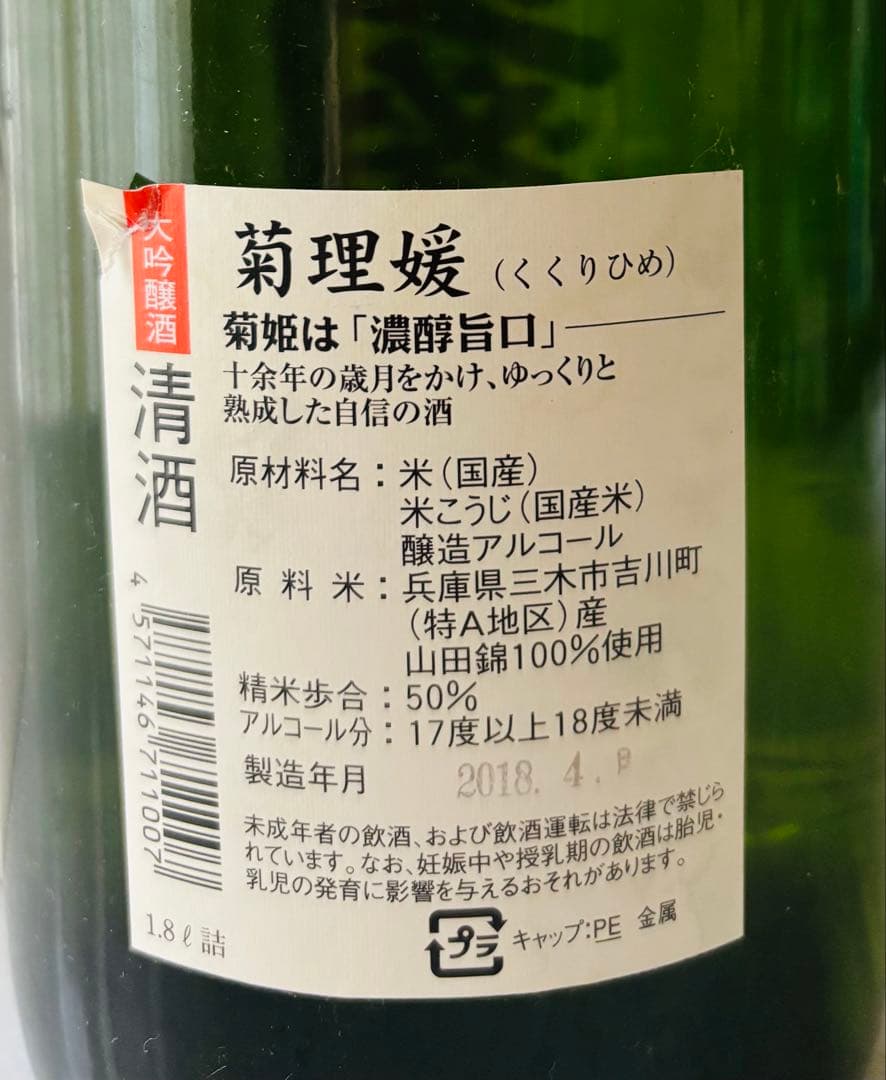 大吟醸酒
清酒
4571146711007
1.8ℓ詰
菊理媛（くくりひめ）
菊姫は「濃醇旨口」
十余年の歳月をかけ、ゆっくりと
熟成した自信の酒
原材料名：米（国産）
米こうじ（国産米）
醸造アルコール
原料米：兵庫県三木市吉川町
（特A地区）産
山田錦100%使用
精米歩合：50%
アルコール分：17度以上18度未満
製造年月 2018.4.日
未成年者の飲酒、および飲酒運転は法律で禁じら
れています。なお、妊娠中や授乳期の飲酒は胎児・
乳児の発育に影響を与えるおそれがあります。
プラ キャップ:PE 金属